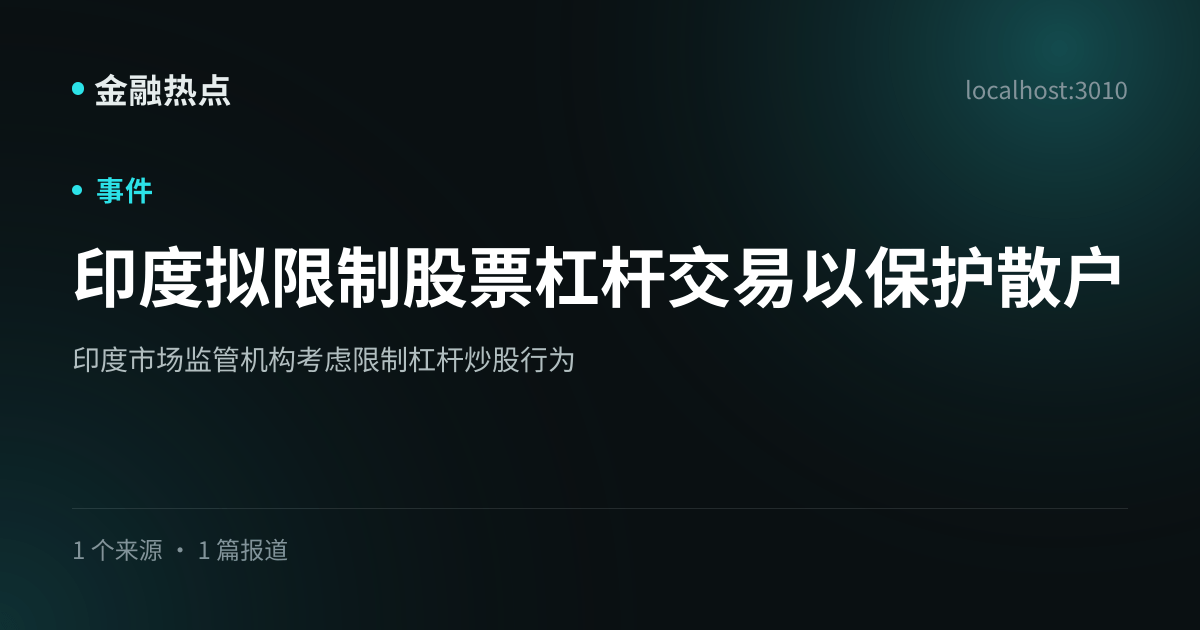 金融热点
localhost:3010
事件
印度拟限制股票杠杆交易以保护散户
印度市场监管机构考虑限制杠杆炒股行为
1 个来源 · 1 篇报道